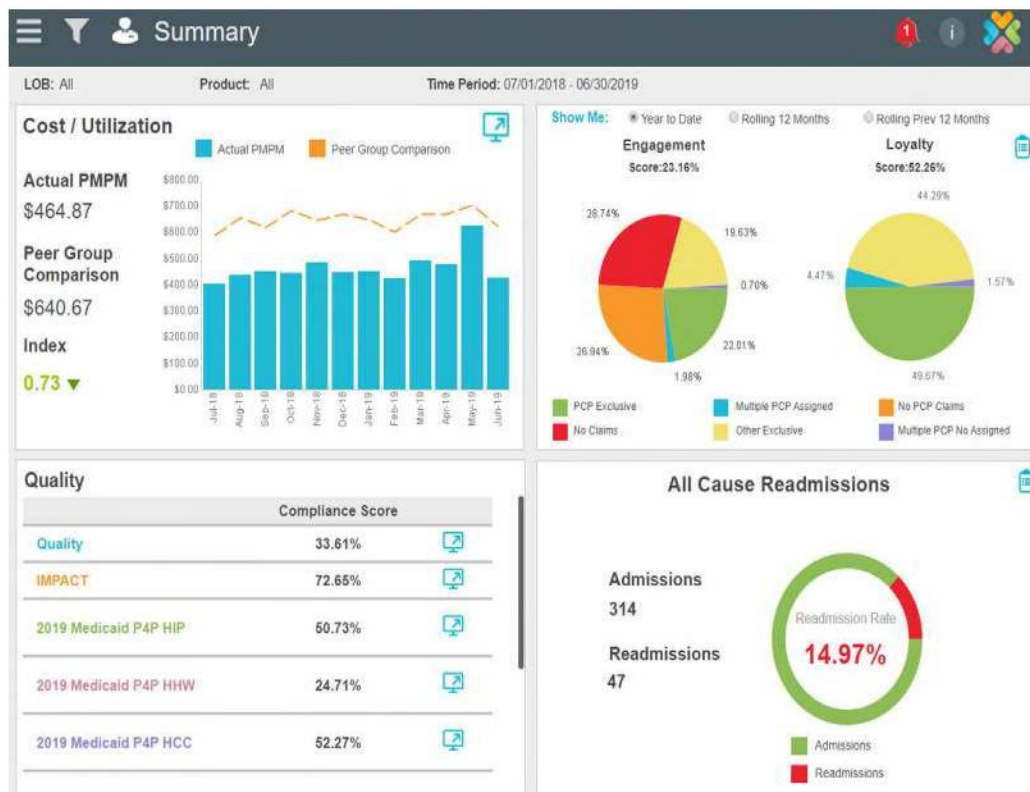 Summary
1
i
LOB: All Product: All Time Period: 07/01/2018 - 06/30/2019
Cost / Utilization
Actual PMPM Peer Group Comparison
Actual PMPM
$464.87
Peer Group
Comparison
$640.67
Index
0.73
$800.00
$700.00
$600.00
$500.00
$400.00
$300.00
$200.00
$100.00
$0.00
Jul-18 Aug-18 Sep-18 Oct-18 Nov-18 Dec-18 Jan-19 Feb-19 Mar-19 Apr-19 May-19 Jun-19
Show Me: Year to Date Rolling 12 Months Rolling Prev 12 Months
Engagement
Score:23.16%
28.74%
19.63%
0.70%
22.01%
1.98%
26.94%
Loyalty
Score:52.26%
44.29%
4.47%
1.57%
49.67%
PCP Exclusive Multiple PCP Assigned No PCP Claims
No Claims Other Exclusive Multiple PCP No Assigned
Quality
Compliance Score
Quality 33.61%
IMPACT 72.65%
2019 Medicaid P4P HIP 50.73%
2019 Medicaid P4P HHW 24.71%
2019 Medicaid P4P HCC 52.27%
All Cause Readmissions
Admissions
314
Readmissions
47
Readmission Rate
14.97%
Admissions
Readmissions